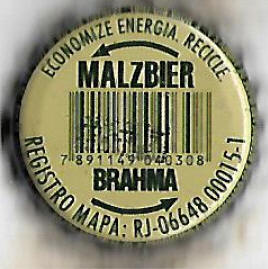 ECONOMIZE ENERGIA. RECICLE
MALZBIER
7 891149 040308
BRAHMA
REGISTRO MAPA: RJ-06648 00015-1